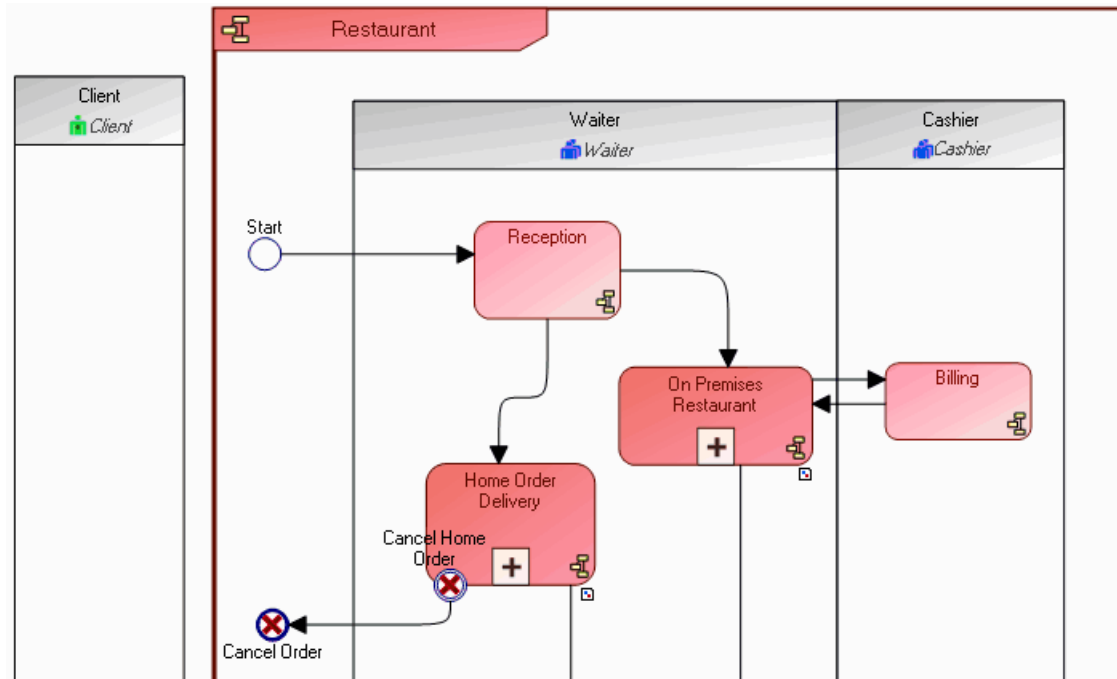 Restaurant
Client
Client
Waiter
Waiter
Cashier
Cashier
Start
Reception
On Premises
Restaurant
Billing
Home Order
Delivery
Cancel Home
Order
Cancel Order